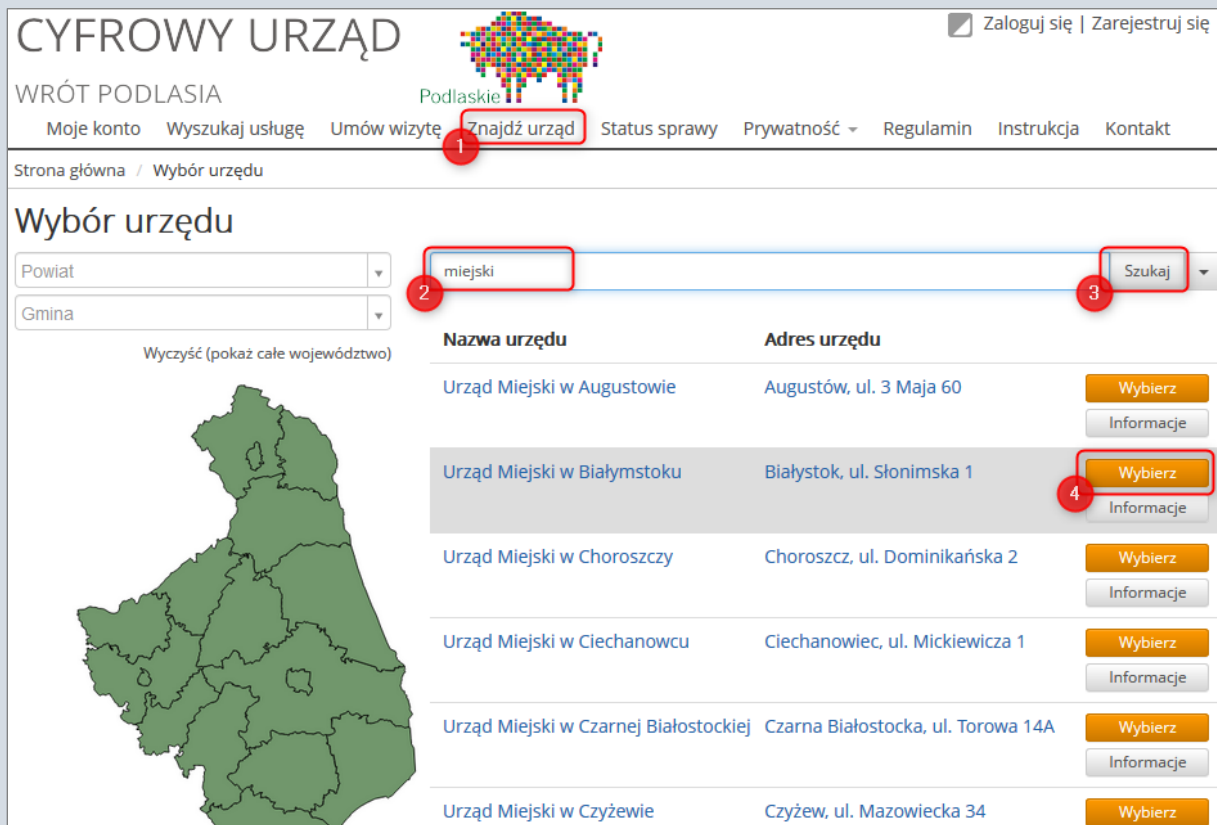 CYFROWY URZĄD
WRÓT PODLASIA
Podlaskie
Zaloguj się | Zarejestruj się
Moje konto Wyszukaj usługę Umów wizytę Znajdź urząd Status sprawy Prywatność Regulamin Instrukcja Kontakt
1
Strona główna / Wybór urzędu
Wybór urzędu
Powiat
Gmina
Wyczyść (pokaż całe województwo)
miejski
2
Szukaj
3
Nazwa urzędu Adres urzędu
Urząd Miejski w Augustowie Augustów, ul. 3 Maja 60 Wybierz
Informacje
Urząd Miejski w Białymstoku Białystok, ul. Słonimska 1 Wybierz
4
Informacje
Urząd Miejski w Choroszczy Choroszcz, ul. Dominikańska 2 Wybierz
Informacje
Urząd Miejski w Ciechanowcu Ciechanowiec, ul. Mickiewicza 1 Wybierz
Informacje
Urząd Miejski w Czarnej Białostockiej Czarna Białostocka, ul. Torowa 14A Wybierz
Informacje
Urząd Miejski w Czyżewie Czyżew, ul. Mazowiecka 34 Wybierz